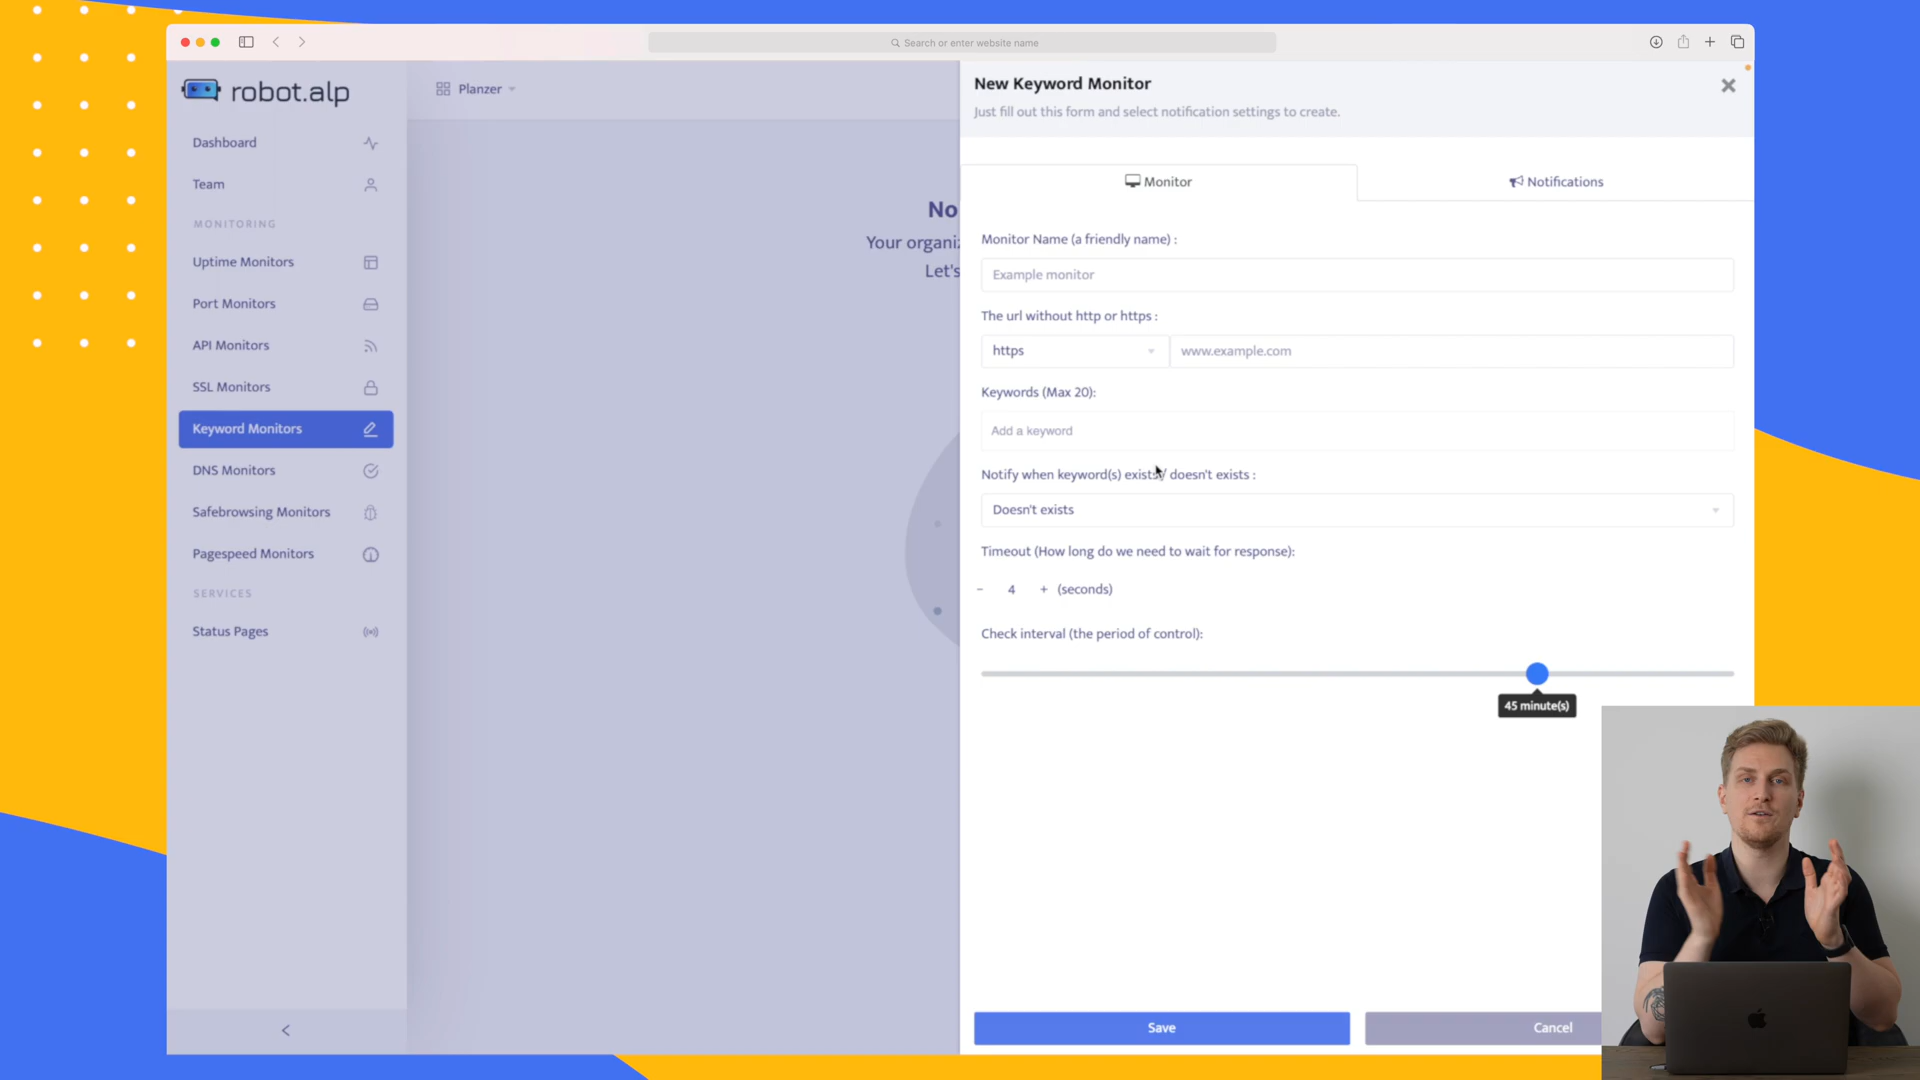 Search or enter website name
robot.alp
Planzer
Dashboard
Team
MONITORING
Uptime Monitors
Port Monitors
API Monitors
SSL Monitors
Keyword Monitors
DNS Monitors
Safebrowsing Monitors
Pagespeed Monitors
SERVICES
Status Pages
No
Your organi
Let's
New Keyword Monitor
Just fill out this form and select notification settings to create.
Monitor
Notifications
Monitor Name (a friendly name) :
Example monitor
The url without http or https :
https
www.example.com
Keywords (Max 20):
Add a keyword
Notify when keyword(s) exists / doesn't exists :
Doesn't exists
Timeout (How long do we need to wait for response):
- 4 + (seconds)
Check interval (the period of control):
45 minute(s)
Save
Cancel